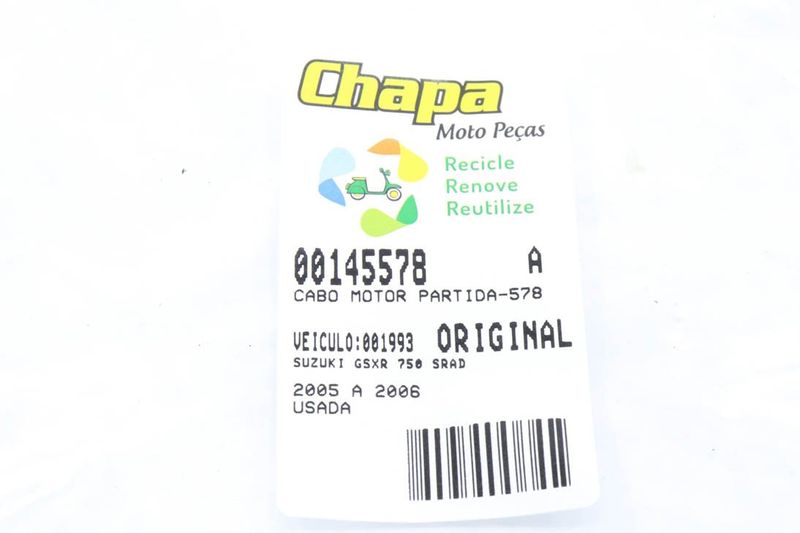 Chapa
Moto Peças
Recicle
Renove
Reutilize
00145578 A
CABO MOTOR PARTIDA-578
VEICULO:001993 ORIGINAL
SUZUKI GSXR 750 SRAD
2005 A 2006
USADA